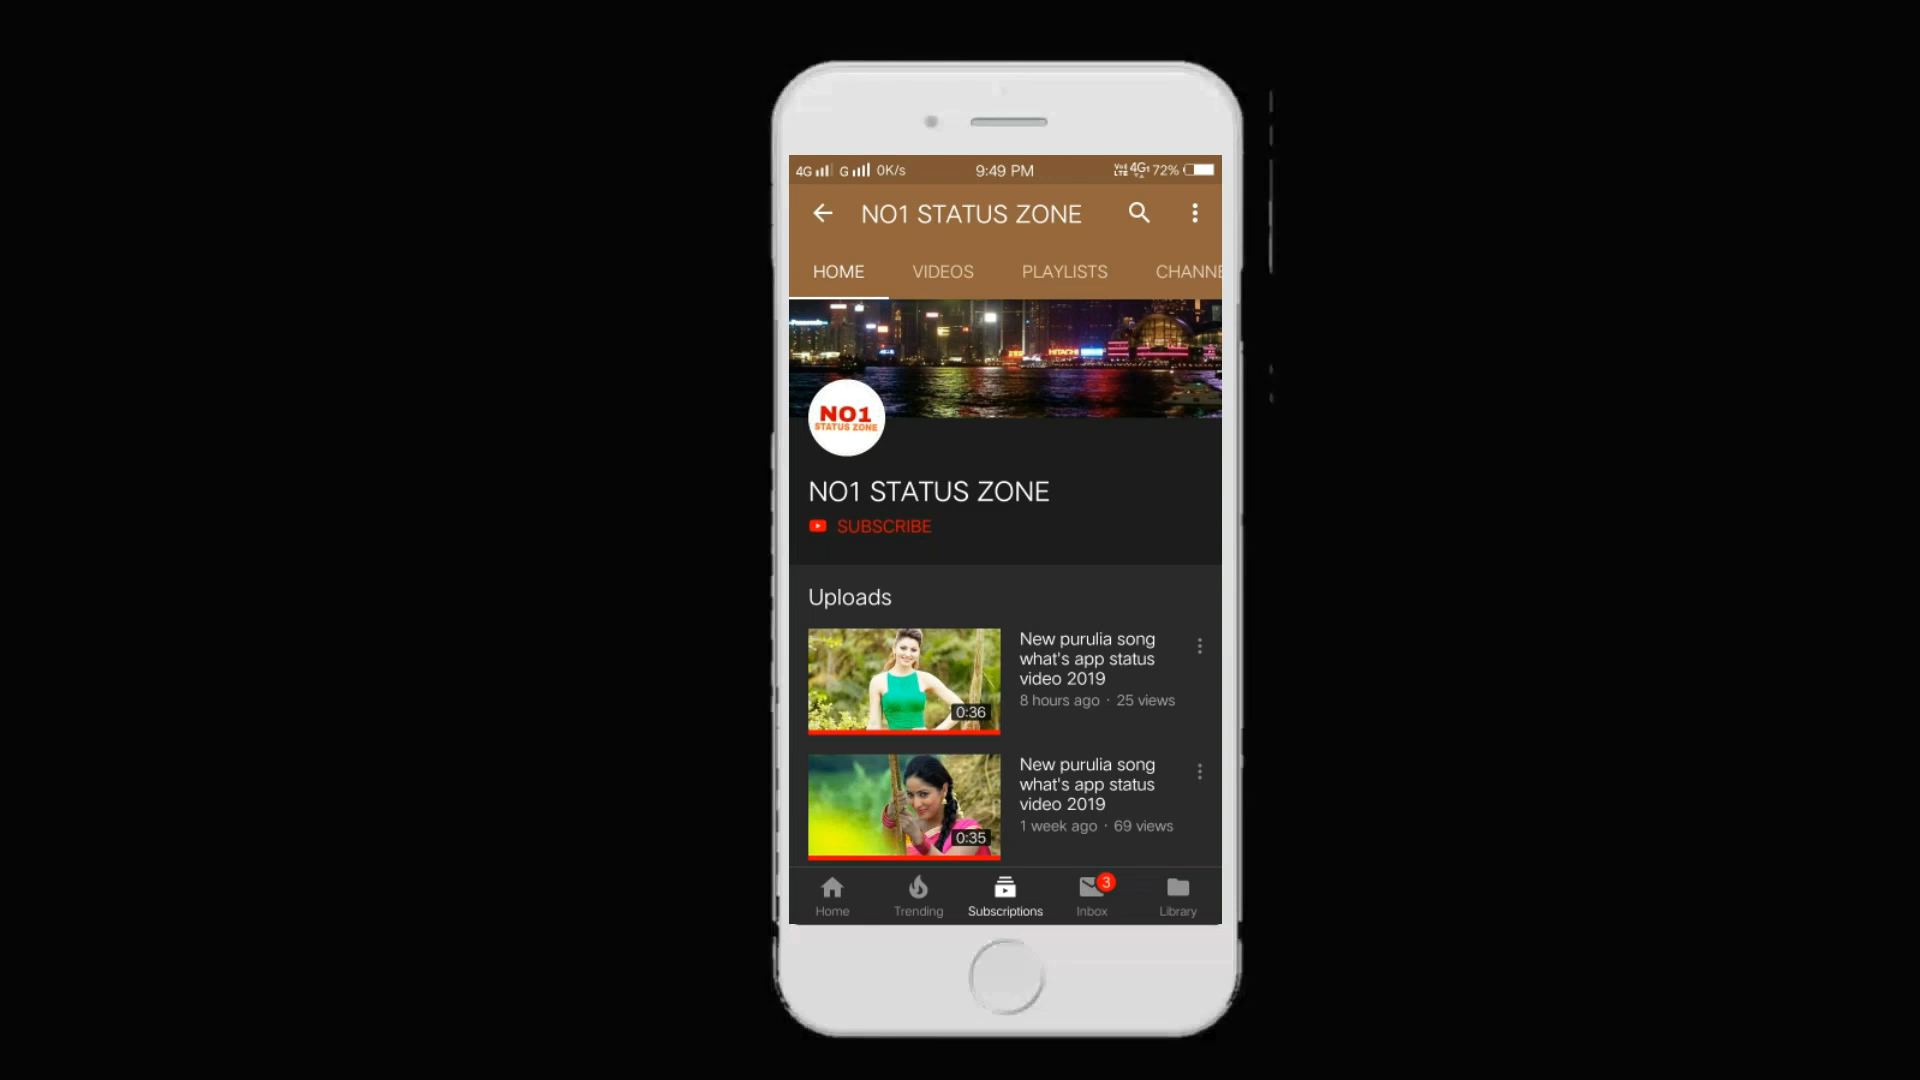 4G G 0K/s 9:49 PM 4G 72%
NO1 STATUS ZONE
HOME VIDEOS PLAYLISTS CHANNE
HITACHI
NO1
STATUS ZONE
NO1 STATUS ZONE
SUBSCRIBE
Uploads
New purulia song
what's app status
video 2019
8 hours ago · 25 views
0:36
New purulia song
what's app status
video 2019
1 week ago · 69 views
0:35
3
Home Trending Subscriptions Inbox Library